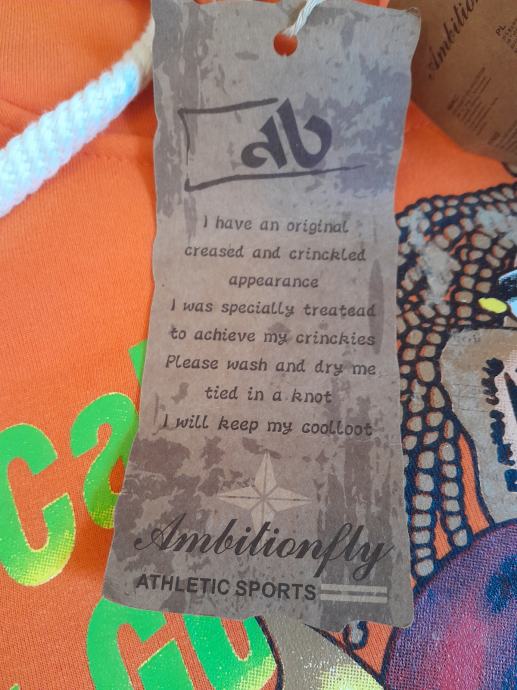 I have an original
creased and crinckled
appearance
I was specially treatead
to achieve my crinckies
Please wash and dry me
tied in a knot
I will keep my coolloot
Ambitionfly
ATHLETIC SPORTS